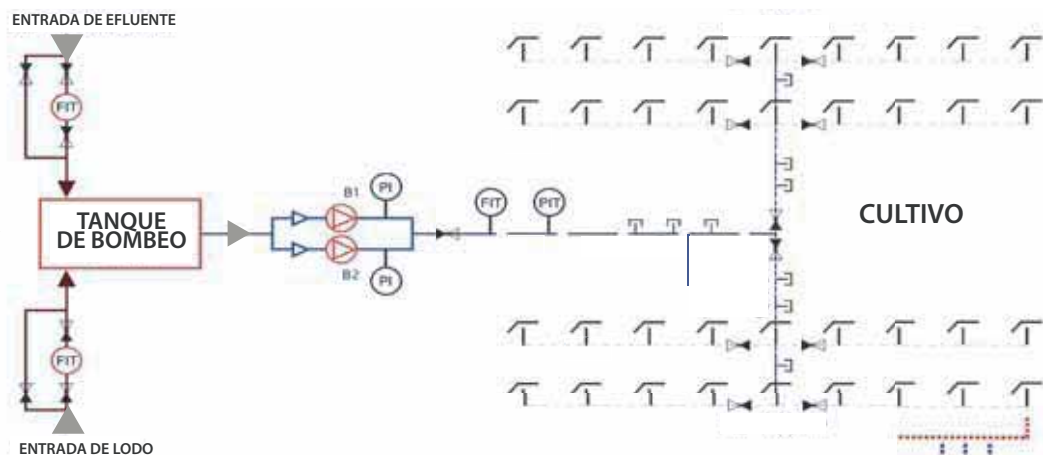 ENTRADA DE EFLUENTE
FIT
B1
PI
FIT
PIT
TANQUE
DE BOMBEO
CULTIVO
B2
PI
FIT
ENTRADA DE LODO